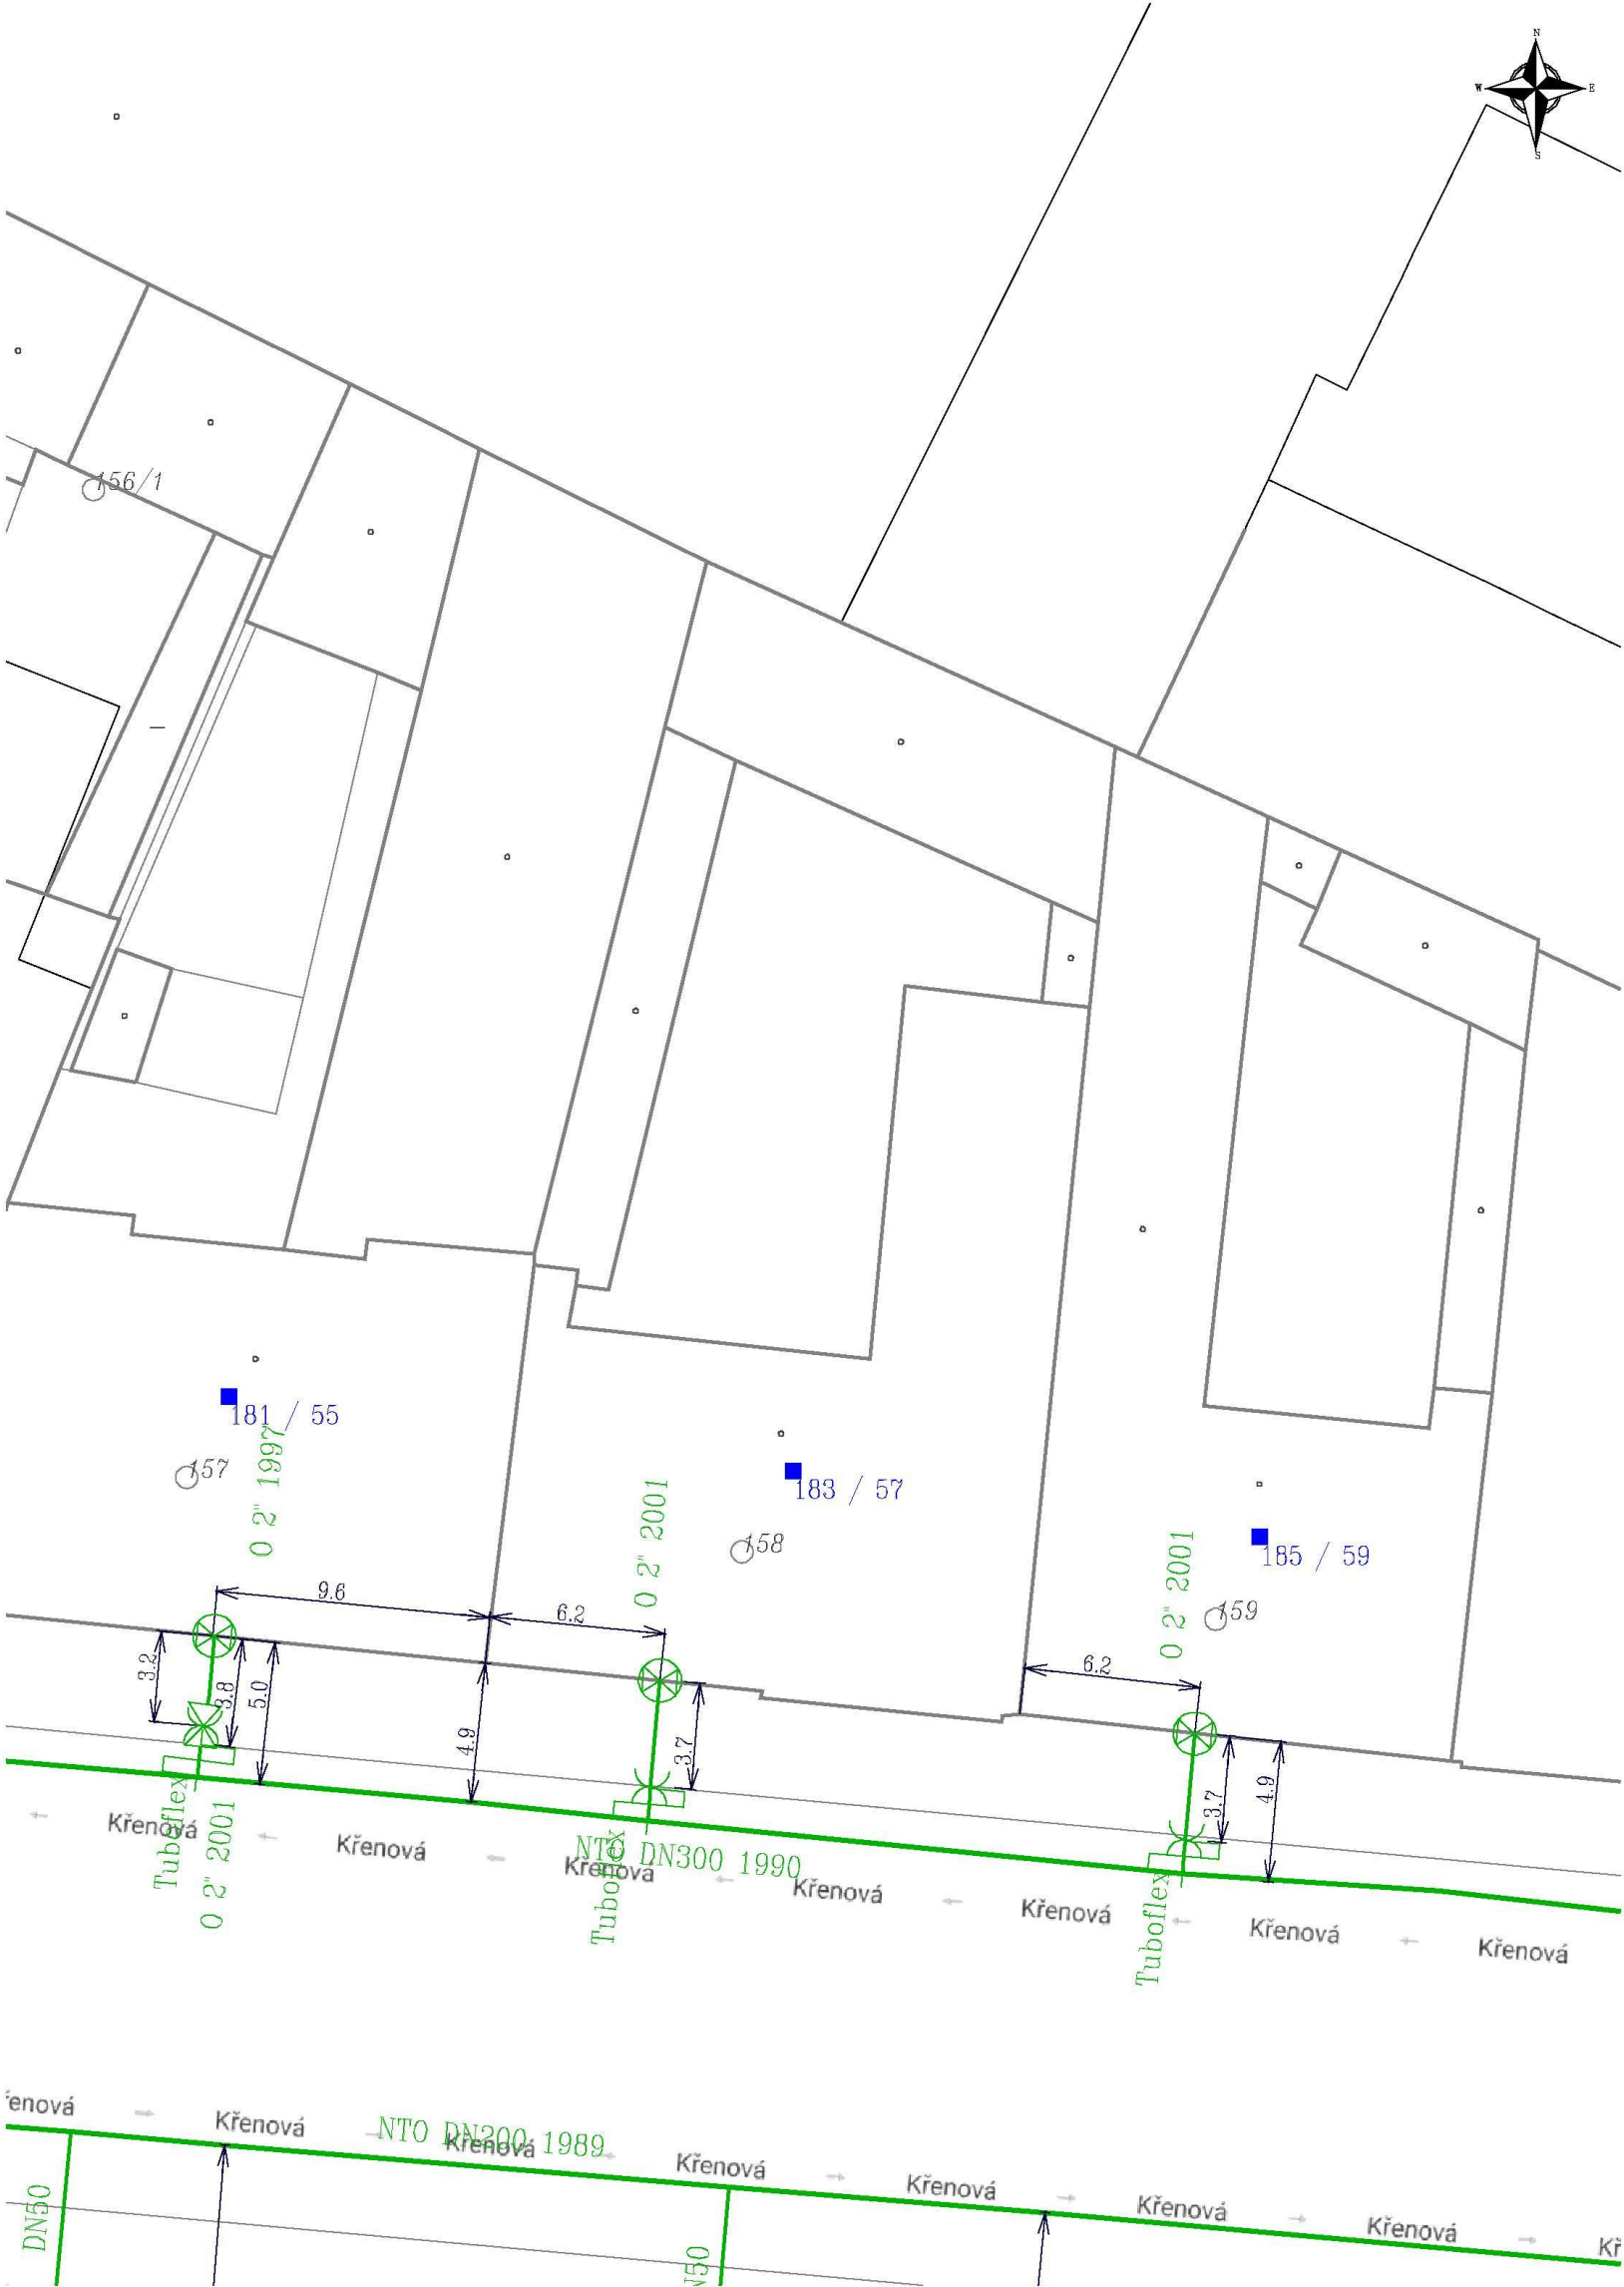 N
W E
S
156/1
181 / 55
0 2" 1997
157
183 / 57
0 2" 2001
158
185 / 59
0 2" 2001
159
9.6
6.2
6.2
3.2
3.8
5.0
4.9
3.7
3.7
4.9
Tuboflex
0 2" 2001
Tuboflex
NTO DN300 1990
Tuboflex
Křenová
Křenová
Křenová
Křenová
Křenová
Křenová
Křenová
NTO DN200 1989
Křenová
Křenová
Křenová
Křenová
Křenová
Křenová
DN50